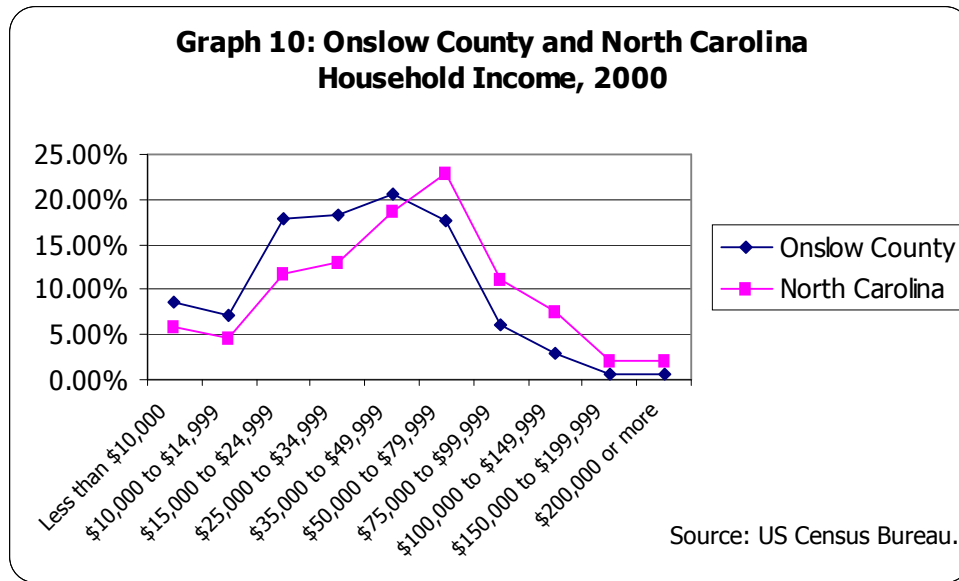 Graph 10: Onslow County and North Carolina
Household Income, 2000
25.00%
20.00%
15.00%
10.00%
5.00%
0.00%
Less than $10,000
$10,000 to $14,999
$15,000 to $24,999
$25,000 to $34,999
$35,000 to $49,999
$50,000 to $79,999
$75,000 to $99,999
$100,000 to $149,999
$150,000 to $199,999
$200,000 or more
Onslow County
North Carolina
Source: US Census Bureau.